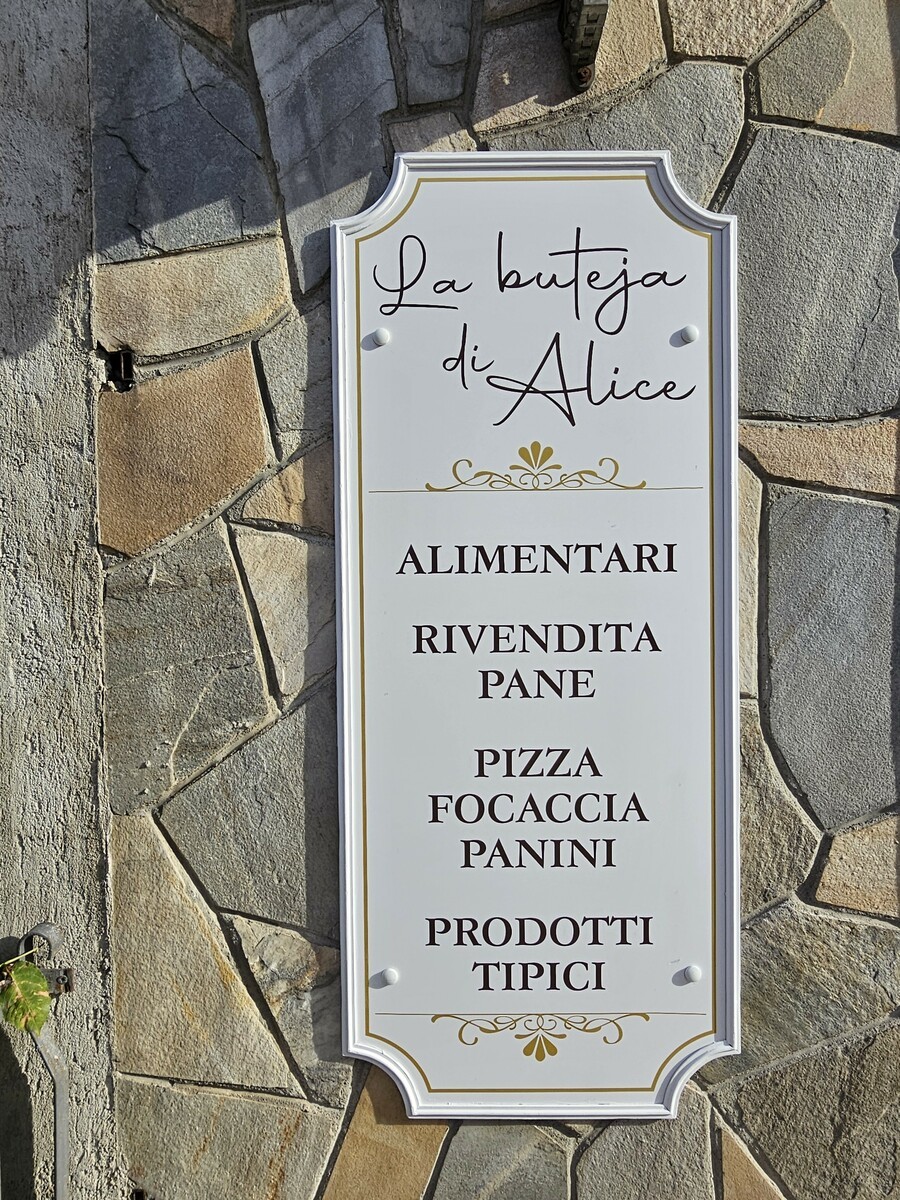 La buteja
di Alice
ALIMENTARI
RIVENDITA
PANE
PIZZA
FOCACCIA
PANINI
PRODOTTI
TIPICI